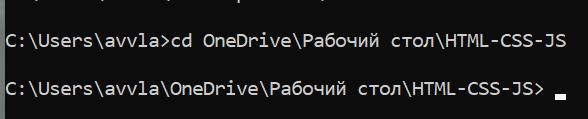 C:\Users\avvla>cd OneDrive\Рабочий стол\HTML-CSS-JS
C:\Users\avvla\OneDrive\Рабочий стол\HTML-CSS-JS>